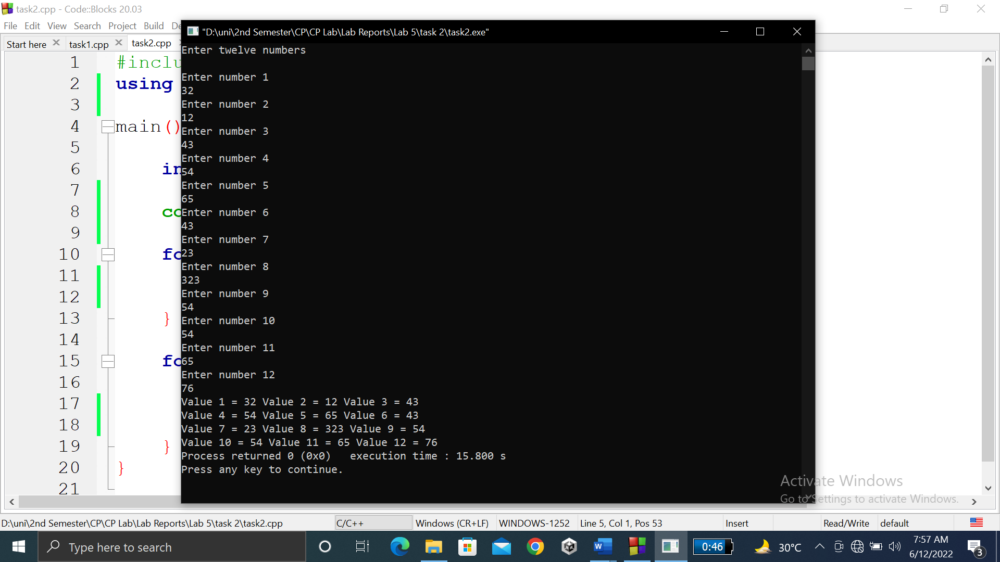 task2.cpp - Code::Blocks 20.03
File Edit View Search Project Build De
Start here task1.cpp task2.cpp
"D:\uni\2nd Semester\CP\CP Lab\Lab Reports\Lab 5\task 2\task2.exe"
1 #inclu
2 using
3
4 main()
5
6 in
7
8 co
9
10 fo
11
12
13 }
14
15 fo
16
17
18
19 }
20 }
21
Enter twelve numbers
Enter number 1
32
Enter number 2
12
Enter number 3
43
Enter number 4
54
Enter number 5
65
Enter number 6
43
Enter number 7
23
Enter number 8
323
Enter number 9
54
Enter number 10
54
Enter number 11
65
Enter number 12
76
Value 1 = 32 Value 2 = 12 Value 3 = 43
Value 4 = 54 Value 5 = 65 Value 6 = 43
Value 7 = 23 Value 8 = 323 Value 9 = 54
Value 10 = 54 Value 11 = 65 Value 12 = 76
Process returned 0 (0x0)   execution time : 15.800 s
Press any key to continue.
Activate Windows
Go to Settings to activate Windows.
D:\uni\2nd Semester\CP\CP Lab\Lab Reports\Lab 5\task 2\task2.cpp C/C++ Windows (CR+LF) WINDOWS-1252 Line 5, Col 1, Pos 53 Insert Read/Write default
Type here to search
0:46
30°C
7:57 AM
6/12/2022
3